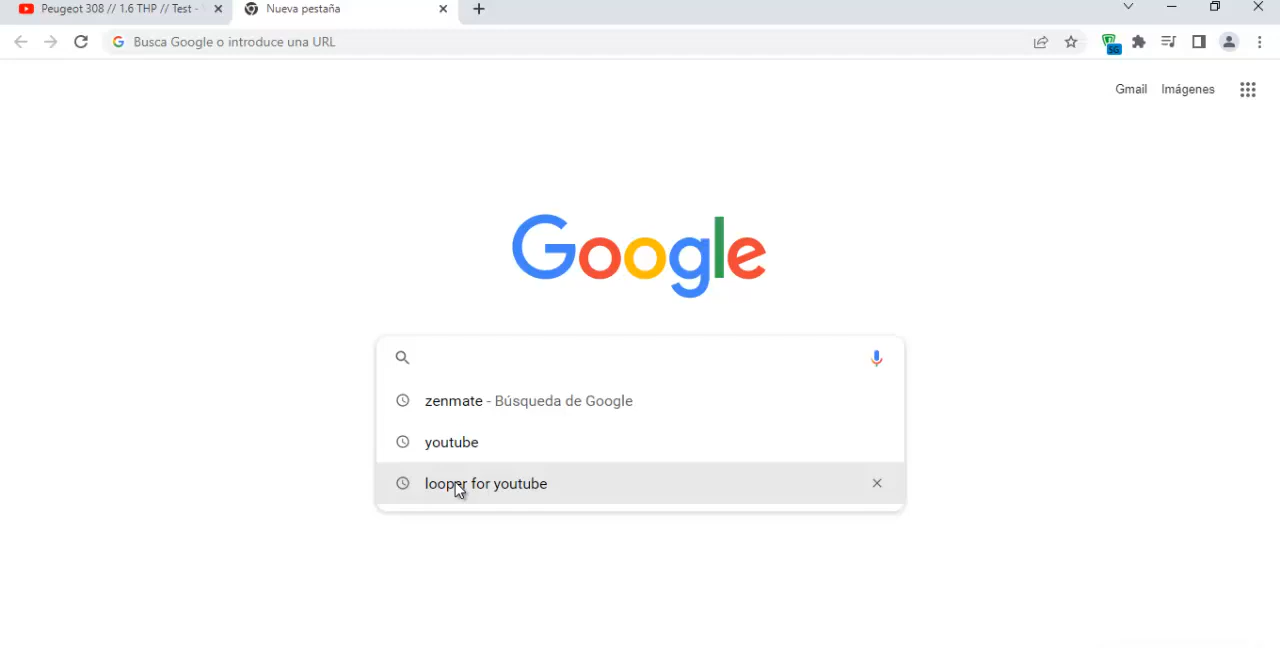 Peugeot 308 // 1,6 THP // Test -
Nueva pestaña
Busca Google o introduce una URL
SG
Gmail
Imágenes
Google
zenmate - Búsqueda de Google
youtube
looper for youtube